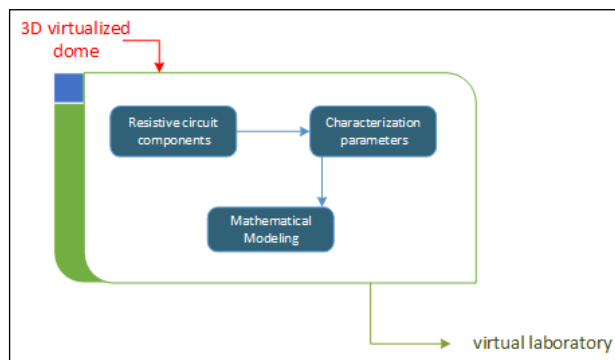 3D virtualized
dome
Resistive circuit
components
Characterization
parameters
Mathematical
Modeling
virtual laboratory